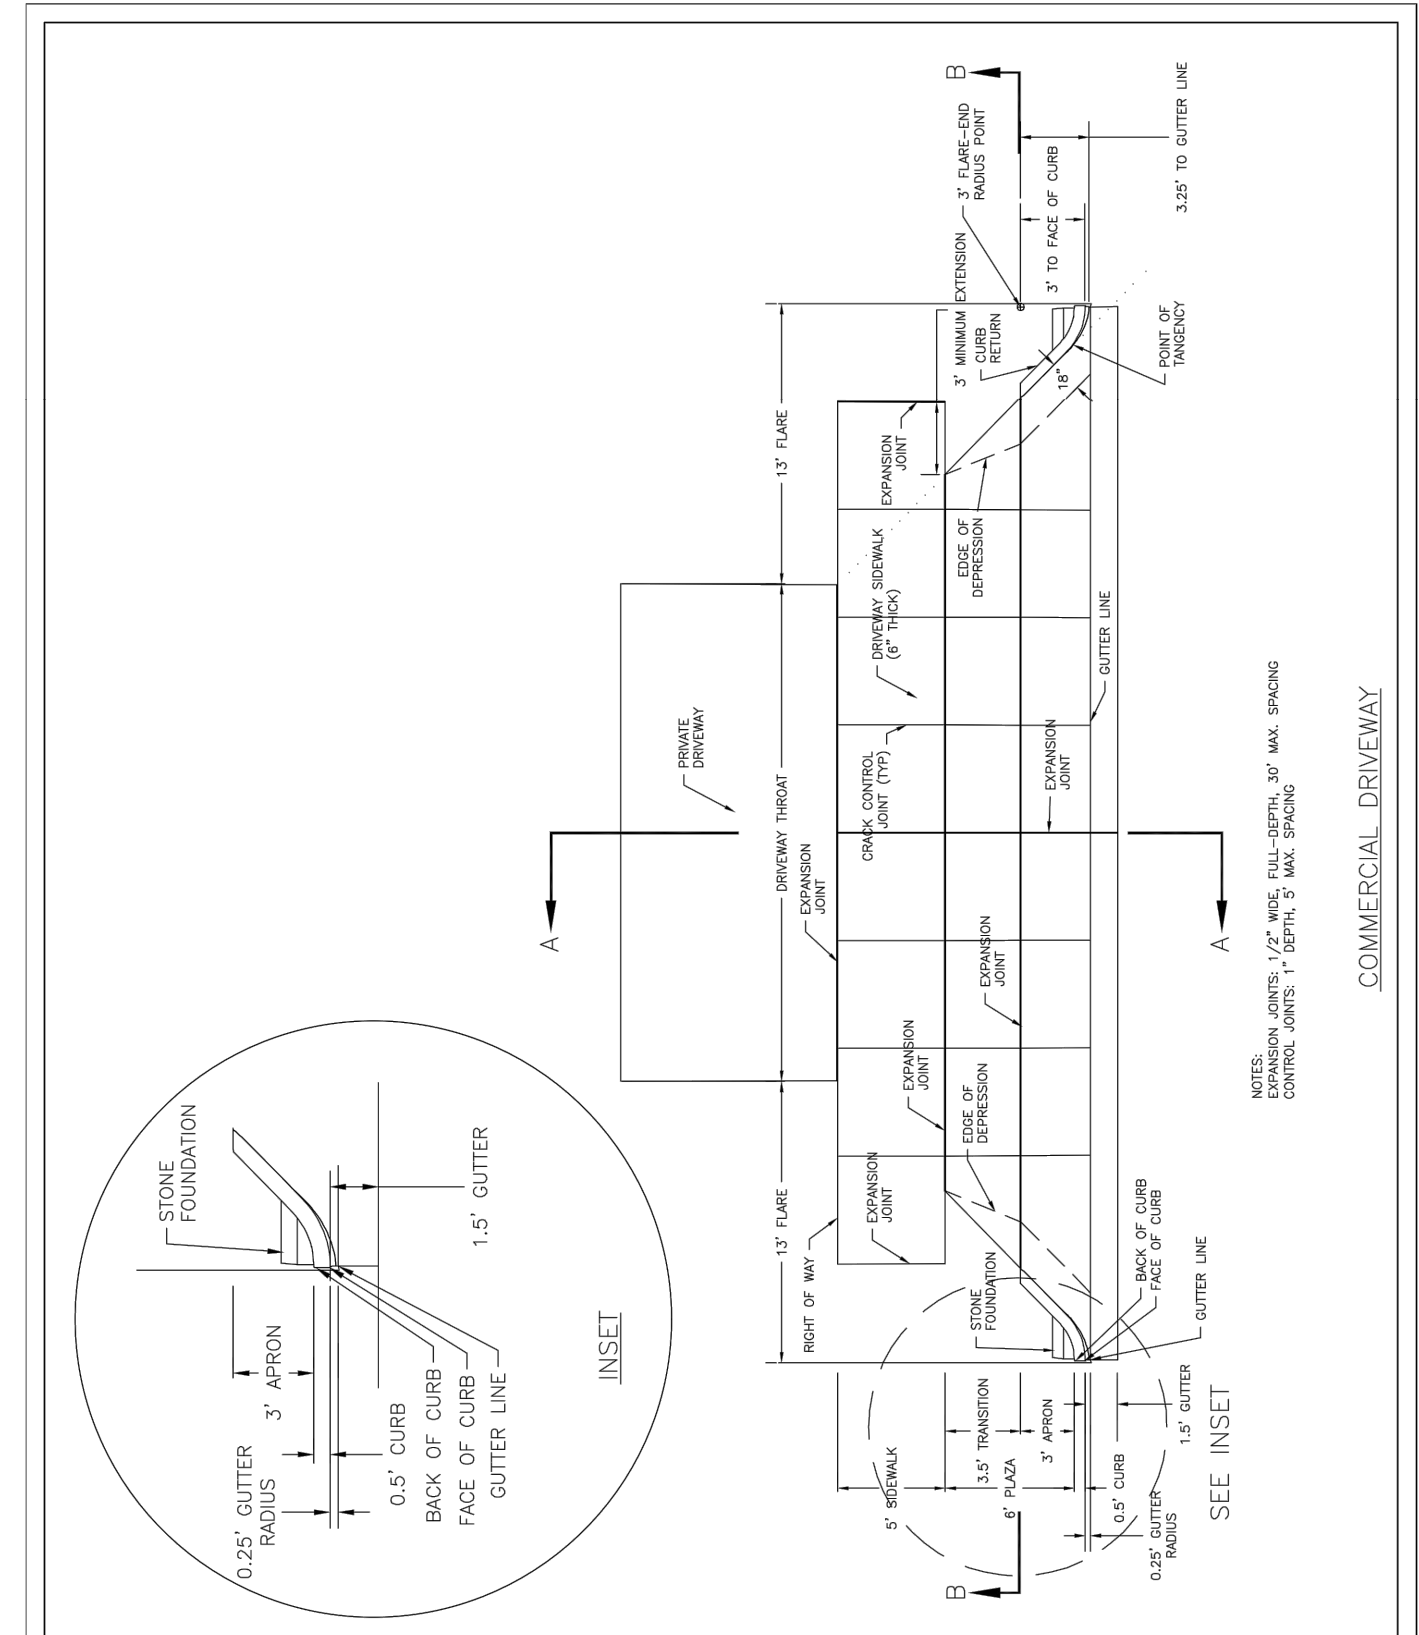 STONE
FOUNDATION
3' APRON
1.5' GUTTER
0.25' GUTTER
RADIUS
0.5' CURB
BACK OF CURB
FACE OF CURB
GUTTER LINE
INSET
A
PRIVATE
DRIVEWAY
13' FLARE
DRIVEWAY THROAT
13' FLARE
RIGHT OF WAY
EXPANSION
JOINT
EXPANSION
JOINT
EXPANSION
JOINT
CRACK CONTROL
JOINT (TYP)
DRIVEWAY SIDEWALK
(6" THICK)
EXPANSION
JOINT
EDGE OF
DEPRESSION
EXPANSION
JOINT
EXPANSION
JOINT
EDGE OF
DEPRESSION
B
3' FLARE-END
RADIUS POINT
3' MINIMUM EXTENSION
CURB
RETURN
3' TO FACE OF CURB
3.25' TO GUTTER LINE
18"
POINT OF
TANGENCY
GUTTER LINE
STONE
FOUNDATION
BACK OF CURB
FACE OF CURB
GUTTER LINE
5' SIDEWALK
3.5' TRANSITION
6' PLAZA
3' APRON
0.5' CURB
1.5' GUTTER
0.25' GUTTER
RADIUS
B
SEE INSET
A
NOTES:
EXPANSION JOINTS: 1/2" WIDE, FULL-DEPTH, 30' MAX. SPACING
CONTROL JOINTS: 1" DEPTH, 5' MAX. SPACING
COMMERCIAL DRIVEWAY